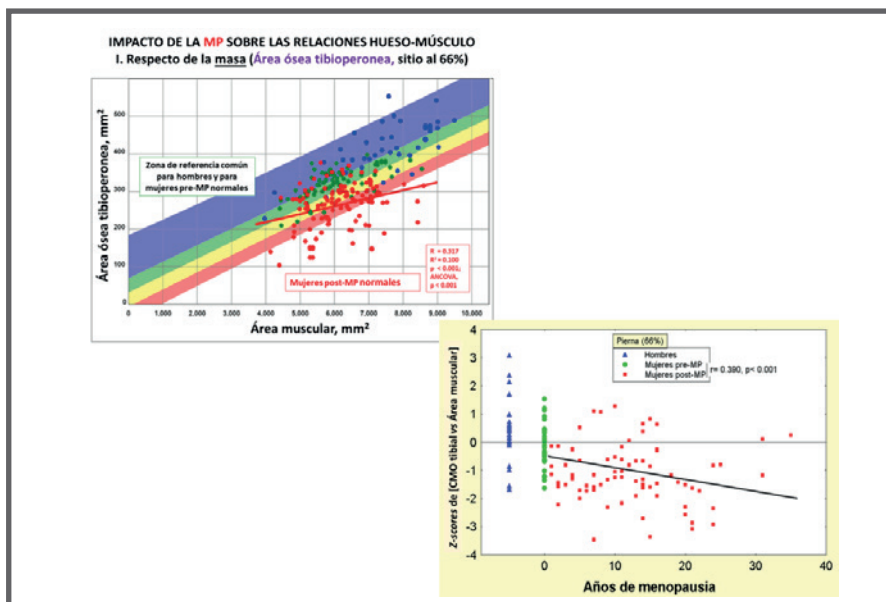 IMPACTO DE LA MP SOBRE LAS RELACIONES HUESO-MÚSCULO
I. Respecto de la masa (Área ósea tibioperonea, sitio al 66%)
Área ósea tibioperonea, mm²
600
500
400
300
200
100
0
Zona de referencia común
para hombres y para
mujeres pre-MP normales
Mujeres post-MP normales
R = 0.317
R² = 0.100
p < 0.001;
ANCOVA,
p < 0.001
0 1,000 2,000 3,000 4,000 5,000 6,000 7,000 8,000 9,000 10,000
Área muscular, mm²
Pierna (66%)
Hombres
Mujeres pre-MP
Mujeres post-MP
r= 0.390, p< 0.001
Z-scores de [CMO tibial vs Área muscular]
4
3
2
1
0
-1
-2
-3
-4
0 10 20 30 40
Años de menopausia